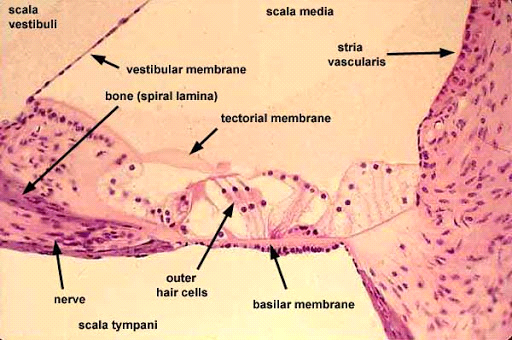 scala
vestibuli
scala media
stria
vascularis
vestibular membrane
bone (spiral lamina)
tectorial membrane
outer
hair cells
nerve
basilar membrane
scala tympani